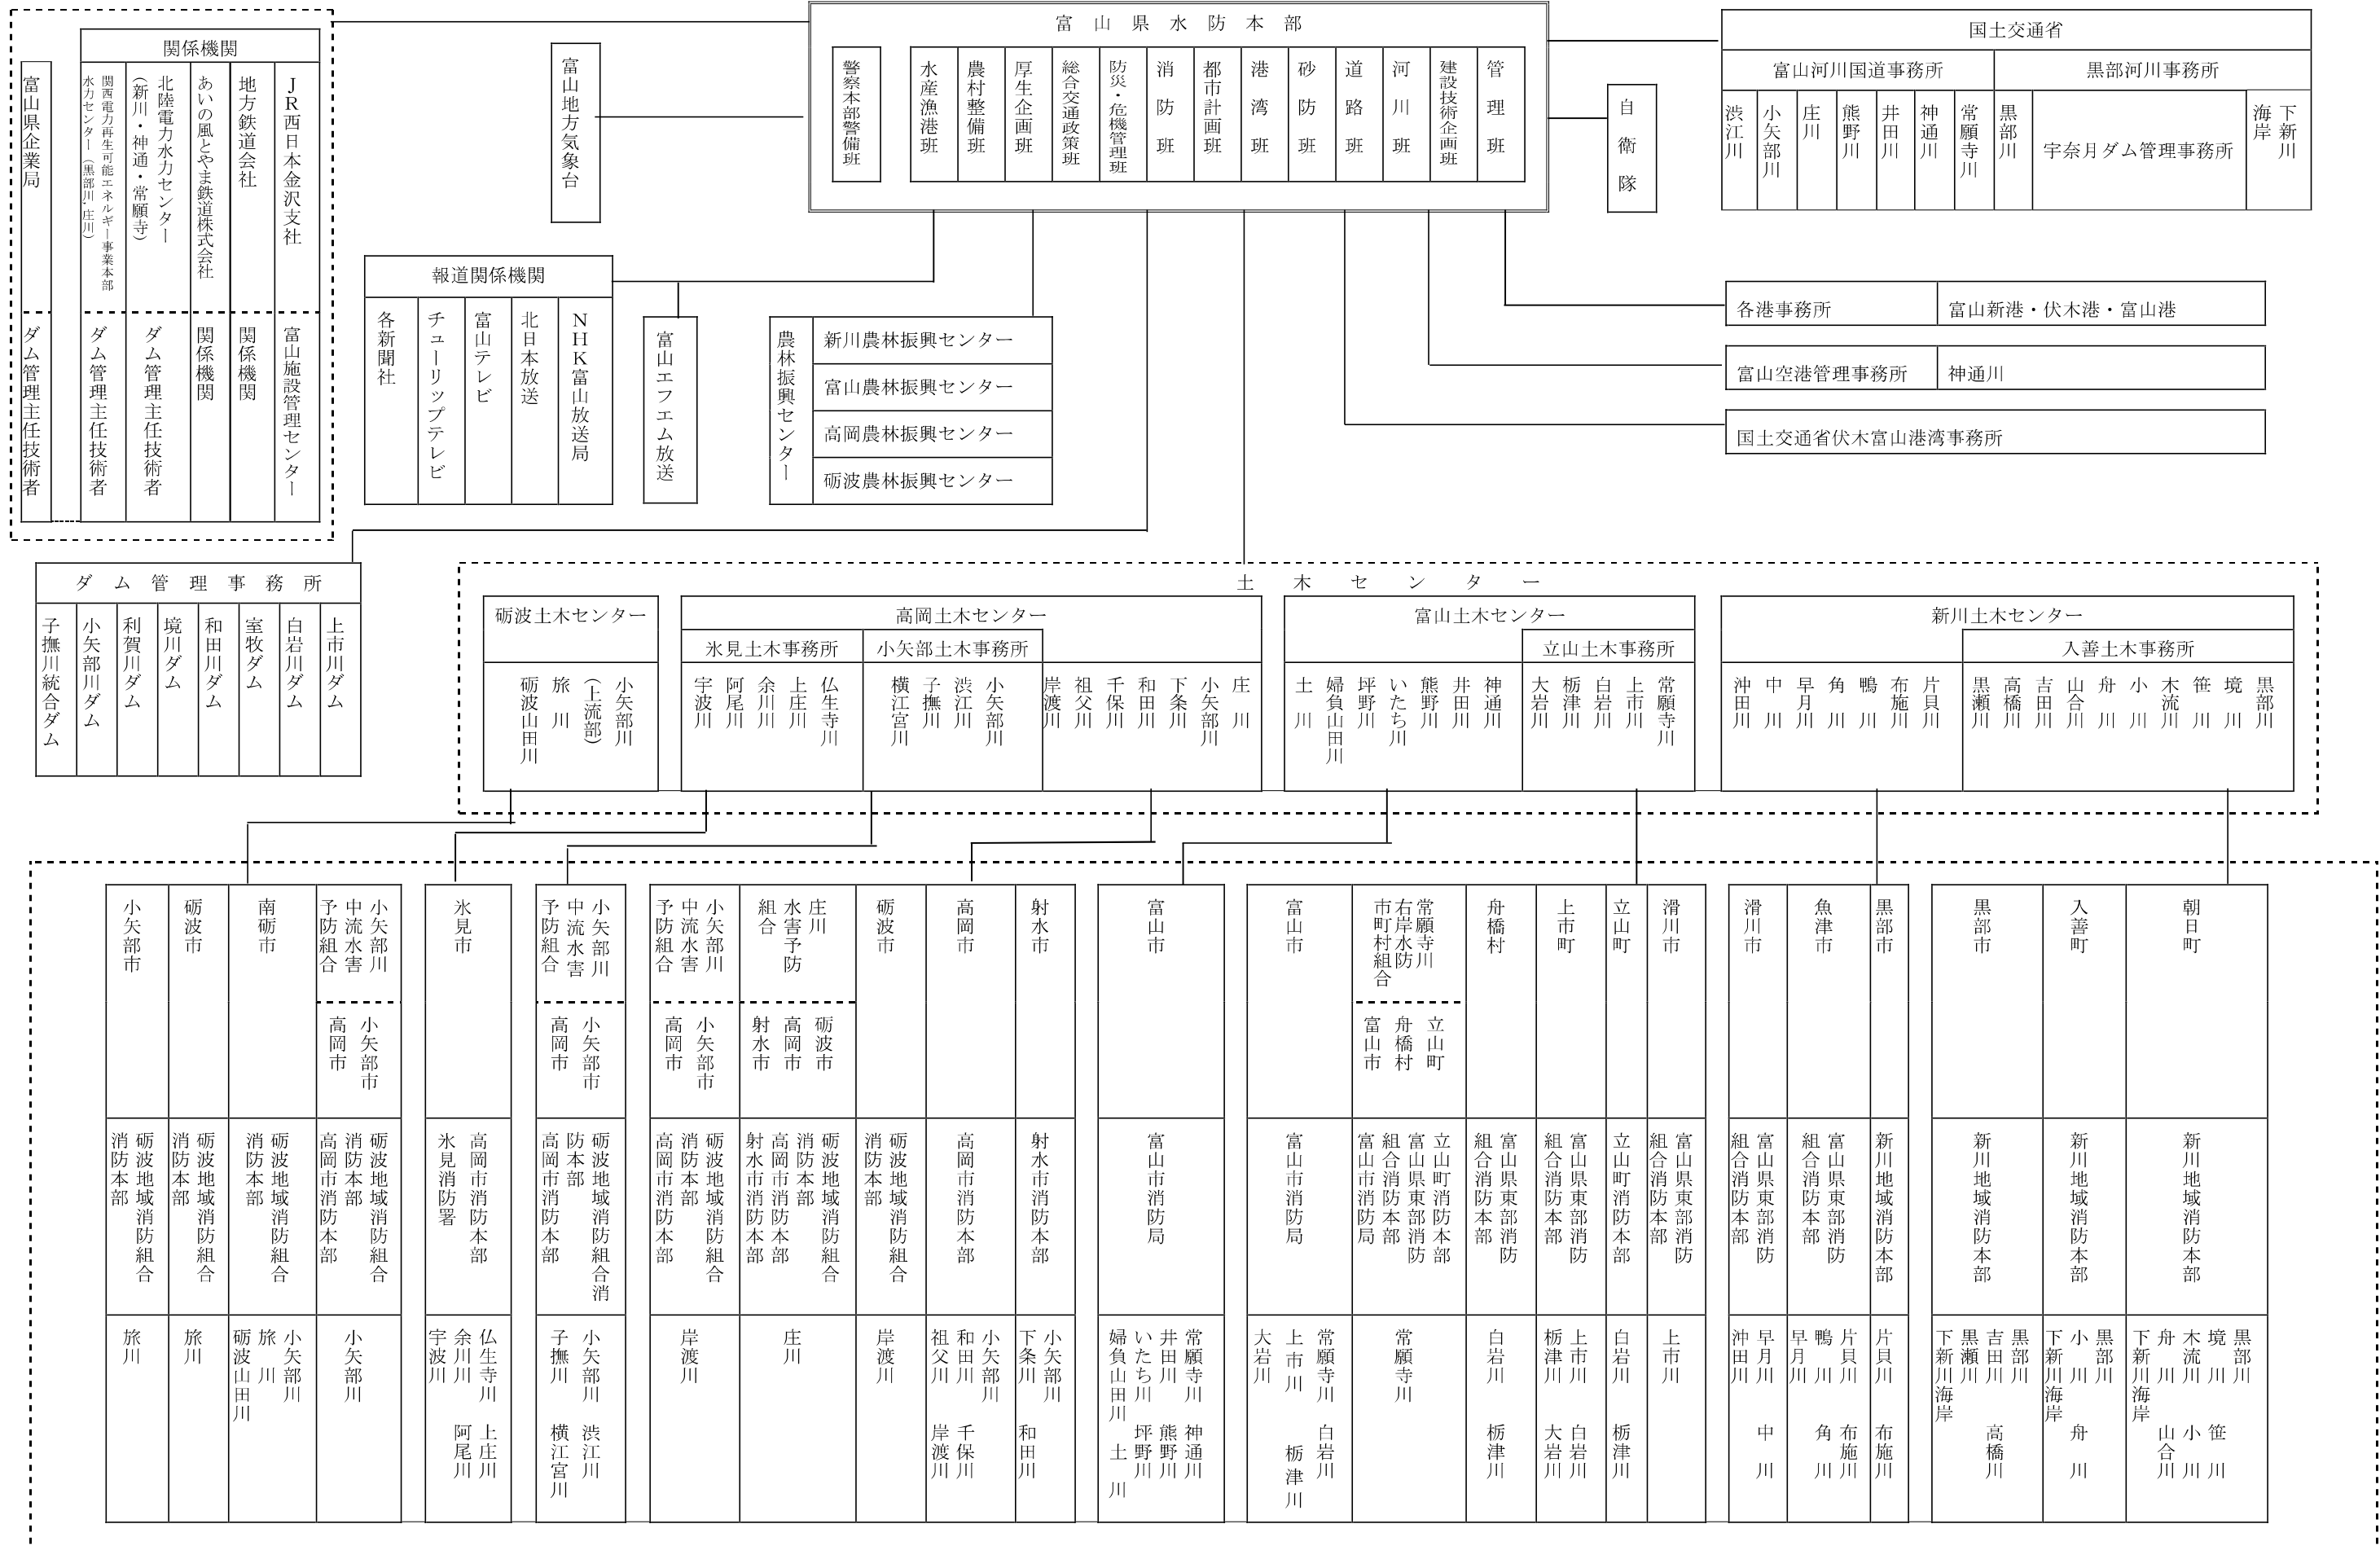 富山県水防本部
警察本部警備班
水産漁港班
農村整備班
厚生企画班
総合交通政策班
防災・危機管理班
消防班
都市計画班
港湾班
砂防班
道路班
河川班
建設技術企画班
管理班
関係機関
富山県企業局
ダム管理主任技術者
関西電力再生可能エネルギー事業本部
水力センター(黒部川、庄川)
ダム管理主任技術者
北陸電力水力センター
(新川・神通・常願寺)
ダム管理主任技術者
あいの風とやま鉄道株式会社
関係機関
地方鉄道会社
関係機関
JR西日本金沢支社
富山施設管理センター
富山地方気象台
自衛隊
国土交通省
富山河川国道事務所
黒部河川事務所
渋江川
小矢部川
庄川
熊野川
井田川
神通川
常願寺川
黒部川
宇奈月ダム管理事務所
下新川
海岸
報道関係機関
各新聞社
チューリップテレビ
富山テレビ
北日本放送
NHK富山放送局
富山エフエム放送
農林振興センター
新川農林振興センター
富山農林振興センター
高岡農林振興センター
砺波農林振興センター
各港事務所
富山新港・伏木港・富山港
富山空港管理事務所
神通川
国土交通省伏木富山港湾事務所
ダム管理事務所
子撫川統合ダム
小矢部川ダム
利賀川ダム
境川ダム
和田川ダム
室牧ダム
白岩川ダム
上市川ダム
土木センター
砺波土木センター
砺波山田川
旅川
(上流部)
小矢部川
高岡土木センター
氷見土木事務所
宇波川
阿尾川
余川川
上庄川
仏生寺川
小矢部土木事務所
横江宮川
子撫川
渋江川
小矢部川
岸渡川
祖父川
千保川
和田川
下条川
小矢部川
庄川
富山土木センター
土川
婦負山田川
坪野川
いたち川
熊野川
井田川
神通川
立山土木事務所
大岩川
栃津川
白岩川
上市川
常願寺川
新川土木センター
沖田川
中川
早月川
角川
鴨川
布施川
片貝川
入善土木事務所
黒瀬川
高橋川
吉田川
山合川
舟川
小川
木流川
笹川
境川
黒部川
小矢部市
砺波地域消防組合
消防本部
旅川
砺波市
砺波地域消防組合
消防本部
旅川
南砺市
砺波地域消防組合
消防本部
小矢部川
旅川
砺波山田川
小矢部川
中流水害
予防組合
小矢部市
高岡市
砺波地域消防組合
消防本部
高岡市消防本部
小矢部川
氷見市
高岡市消防本部
氷見消防署
仏生寺川 上庄川
余川川 阿尾川
宇波川
小矢部川
中流水害
予防組合
小矢部市
高岡市
砺波地域消防組合消
防本部
高岡市消防本部
小矢部川 渋江川
子撫川 横江宮川
小矢部川
中流水害
予防組合
小矢部市
高岡市
砺波地域消防組合
消防本部
高岡市消防本部
岸渡川
庄川
水害予防
組合
砺波市
高岡市
射水市
砺波地域消防組合
消防本部
高岡市消防本部
射水市消防本部
庄川
砺波市
砺波地域消防組合
消防本部
岸渡川
高岡市
高岡市消防本部
小矢部川
和田川 千保川
祖父川 岸渡川
射水市
射水市消防本部
小矢部川
下条川 和田川
富山市
富山市消防局
常願寺川 神通川
井田川 熊野川
いたち川 坪野川
婦負山田川 土川
富山市
富山市消防局
常願寺川 白岩川
上市川 栃津川
大岩川
常願寺川
右岸水防
市町村組合
立山町
舟橋村
富山市
立山町消防本部
富山県東部消防
組合消防本部
富山市消防局
常願寺川
舟橋村
富山県東部消防
組合消防本部
白岩川 栃津川
上市町
富山県東部消防
組合消防本部
上市川 白岩川
栃津川 大岩川
立山町
立山町消防本部
白岩川 栃津川
滑川市
富山県東部消防
組合消防本部
上市川
滑川市
富山県東部消防
組合消防本部
早月川 中川
沖田川
魚津市
富山県東部消防
組合消防本部
片貝川 布施川
鴨川 角川
早月川
黒部市
新川地域消防本部
片貝川 布施川
黒部市
新川地域消防本部
黒部川
吉田川 高橋川
黒瀬川
下新川海岸
入善町
新川地域消防本部
黒部川
小川 舟川
下新川海岸
朝日町
新川地域消防本部
黒部川
境川 笹川
木流川 小川
舟川 山合川
下新川海岸